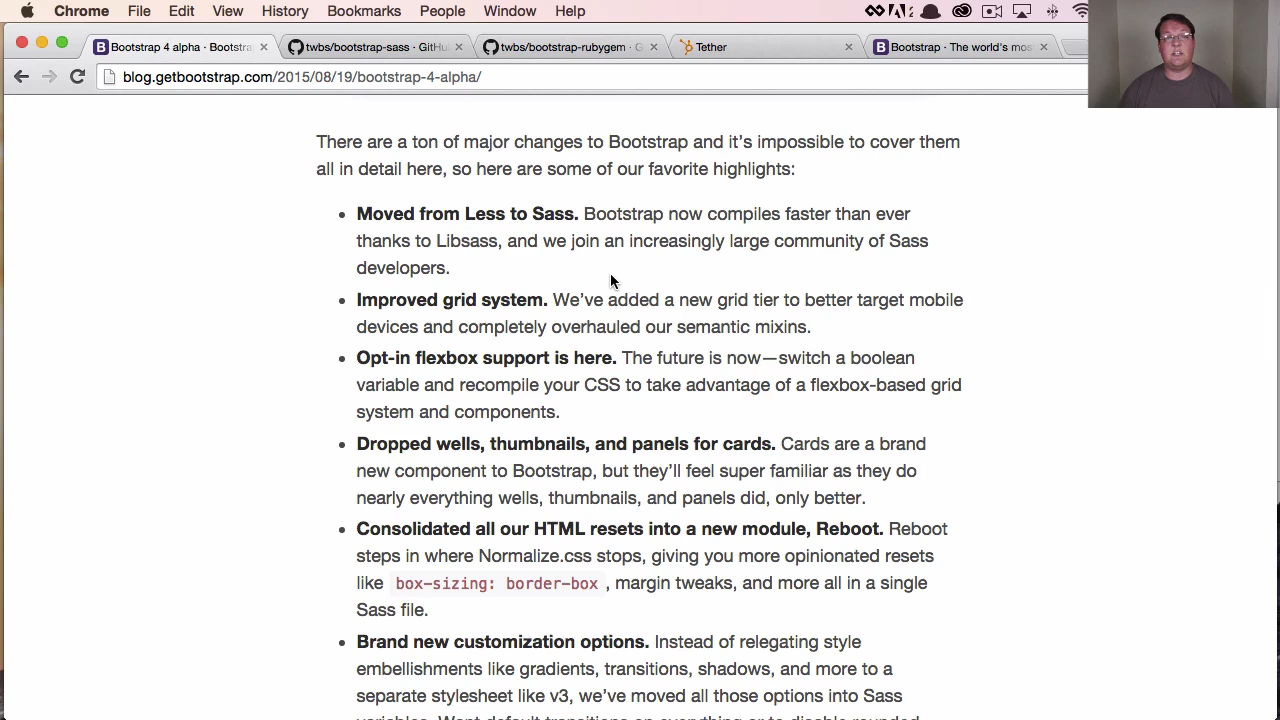 Chrome File Edit View History Bookmarks People Window Help
Bootstrap 4 alpha · Bootstra
twbs/bootstrap-sass · GitHu
twbs/bootstrap-rubygem · G
Tether
Bootstrap · The world's mos
blog.getbootstrap.com/2015/08/19/bootstrap-4-alpha/
There are a ton of major changes to Bootstrap and it’s impossible to cover them
all in detail here, so here are some of our favorite highlights:
• Moved from Less to Sass. Bootstrap now compiles faster than ever
thanks to Libsass, and we join an increasingly large community of Sass
developers.
• Improved grid system. We’ve added a new grid tier to better target mobile
devices and completely overhauled our semantic mixins.
• Opt-in flexbox support is here. The future is now—switch a boolean
variable and recompile your CSS to take advantage of a flexbox-based grid
system and components.
• Dropped wells, thumbnails, and panels for cards. Cards are a brand
new component to Bootstrap, but they’ll feel super familiar as they do
nearly everything wells, thumbnails, and panels did, only better.
• Consolidated all our HTML resets into a new module, Reboot. Reboot
steps in where Normalize.css stops, giving you more opinionated resets
like box-sizing: border-box , margin tweaks, and more all in a single
Sass file.
• Brand new customization options. Instead of relegating style
embellishments like gradients, transitions, shadows, and more to a
separate stylesheet like v3, we’ve moved all those options into Sass
variables. Want default transitions on everything or to disable rounded